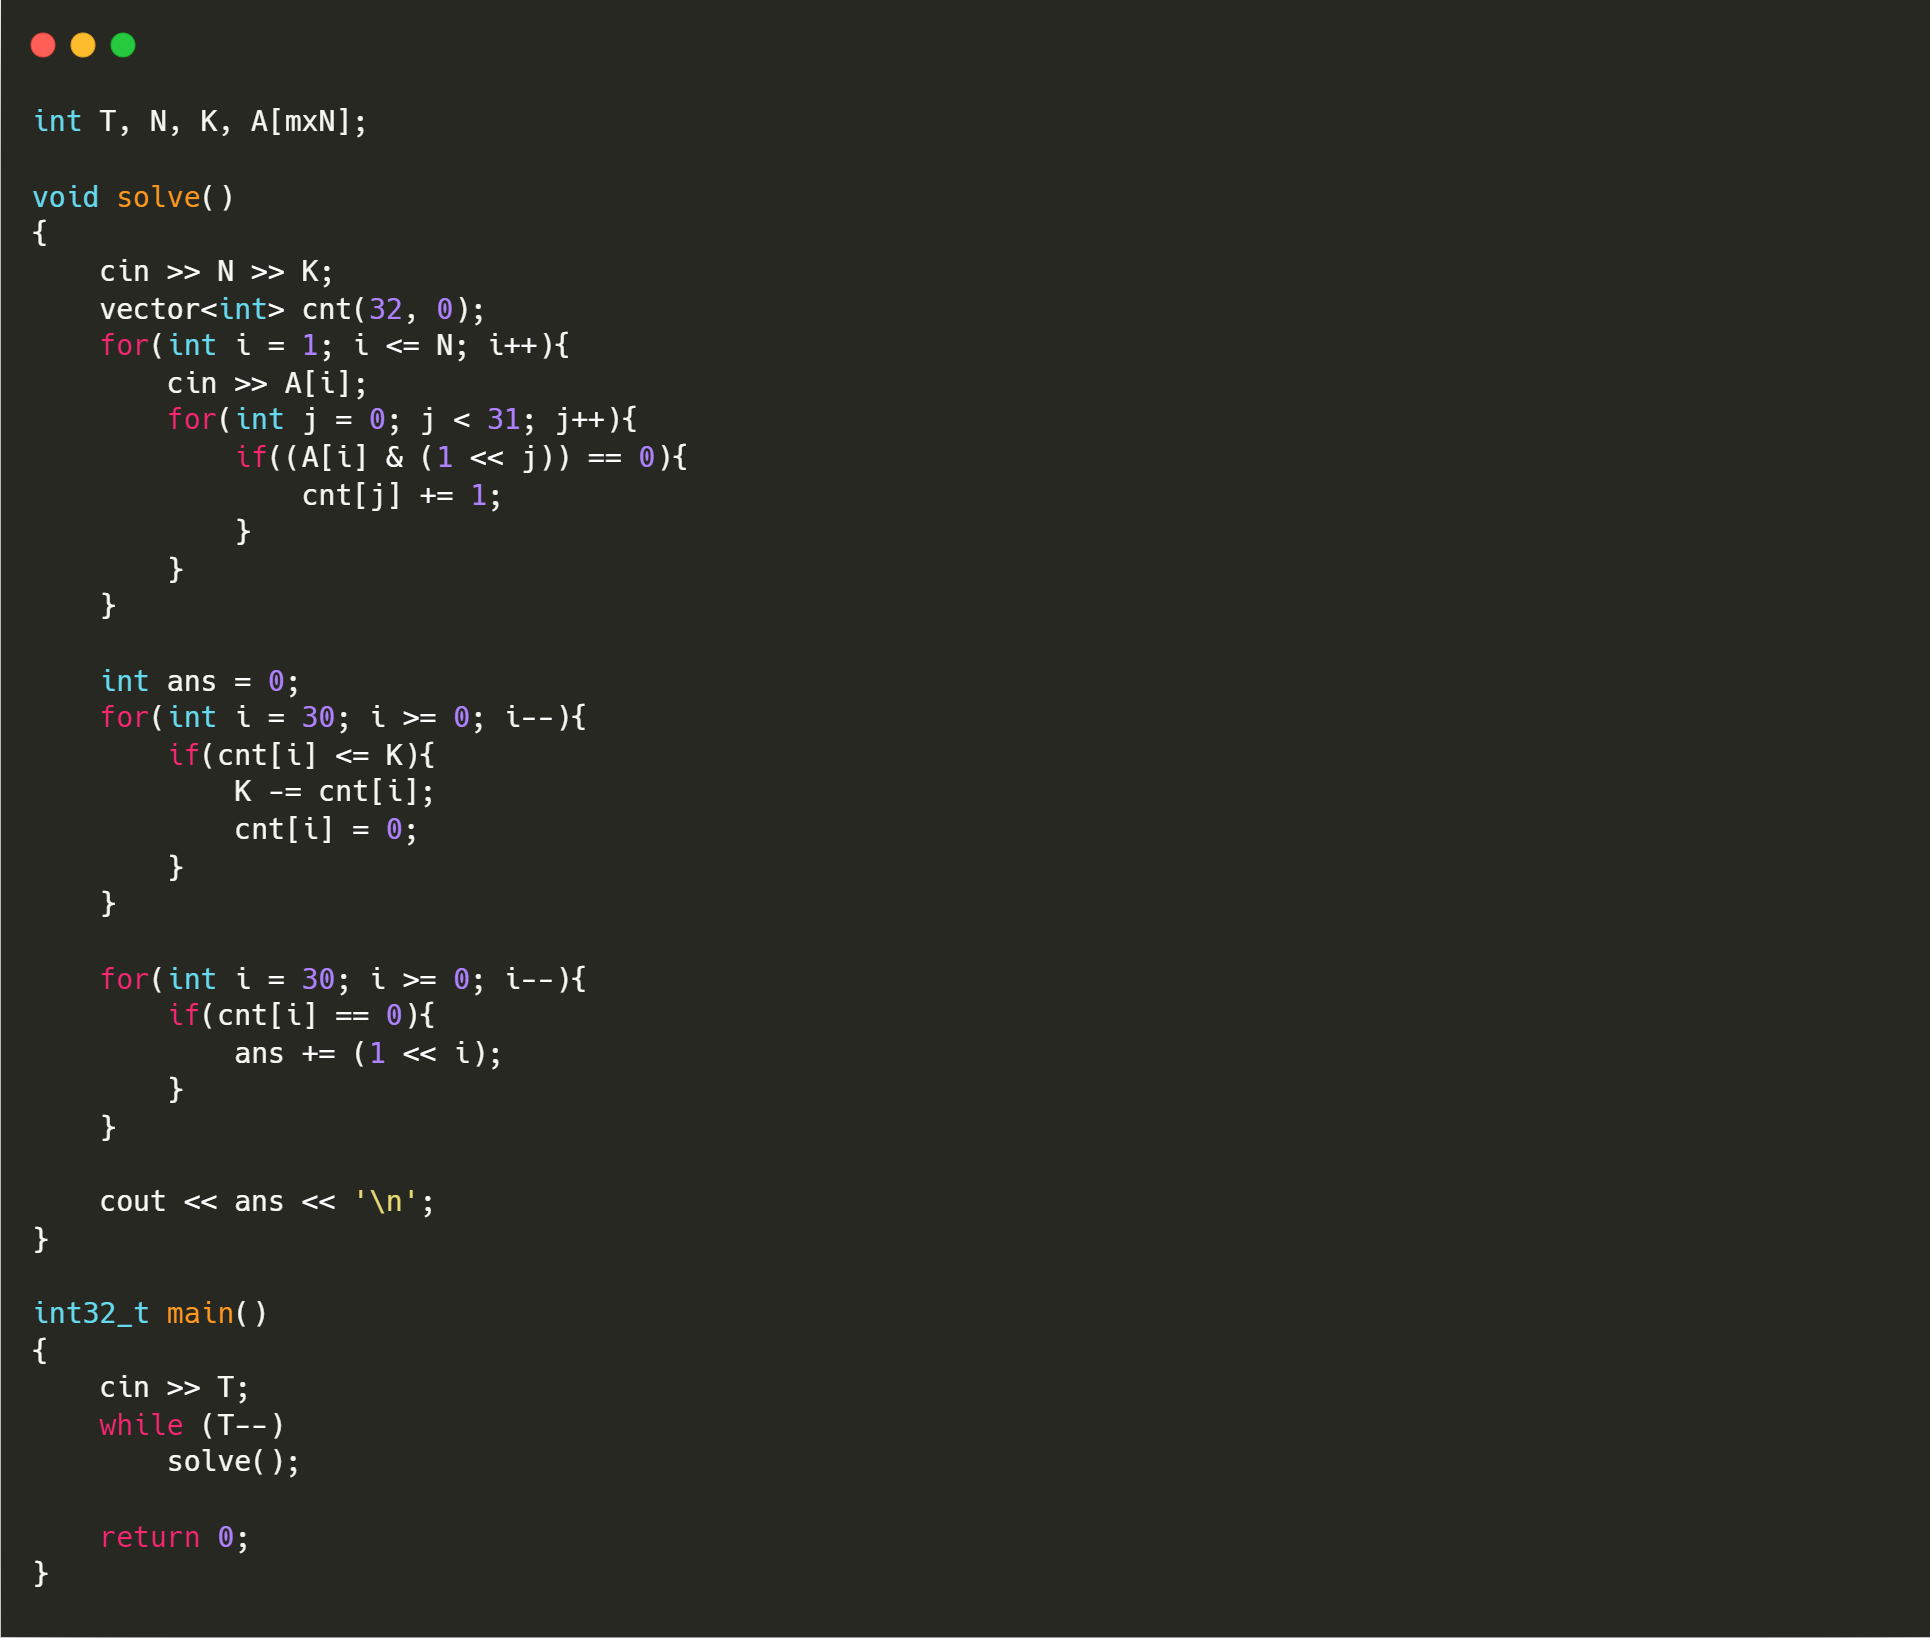 int T, N, K, A[mxN];

void solve()
{
    cin >> N >> K;
    vector<int> cnt(32, 0);
    for(int i = 1; i <= N; i++){
        cin >> A[i];
        for(int j = 0; j < 31; j++){
            if((A[i] & (1 << j)) == 0){
                cnt[j] += 1;
            }
        }
    }

    int ans = 0;
    for(int i = 30; i >= 0; i--){
        if(cnt[i] <= K){
            K -= cnt[i];
            cnt[i] = 0;
        }
    }

    for(int i = 30; i >= 0; i--){
        if(cnt[i] == 0){
            ans += (1 << i);
        }
    }

    cout << ans << '\n';
}

int32_t main()
{
    cin >> T;
    while (T--)
        solve();

    return 0;
}